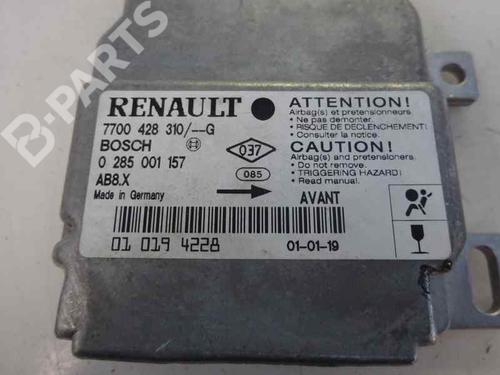 B-PARTS
RENAULT
7700 428 310/--G
BOSCH
0 285 001 157
AB8.X
Made in Germany
037
085
ATTENTION!
Airbag(s) et pretensionneurs.
• Ne pas demonter.
• RISQUE DE DECLENCHEMENT!
• Consulter la notice.
CAUTION!
Airbag(s) and pretensioners.
• Do not remove.
• TRIGGERING HAZARD!
• Read manual.
AVANT
01 019 4228
01-01-19